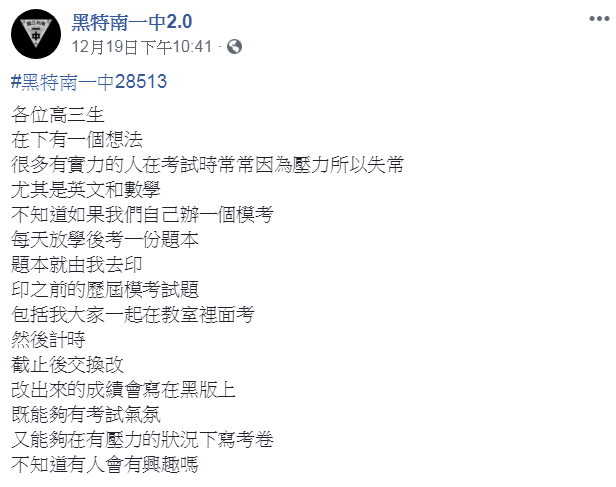 黑特南一中2.0
12月19日下午10:41 ·
#黑特南一中28513
各位高三生
在下有一個想法
很多有實力的人在考試時常常因為壓力所以失常
尤其是英文和數學
不知道如果我們自己辦一個模考
每天放學後考一份題本
題本就由我去印
印之前的歷屆模考試題
包括我大家一起在教室裡面考
然後計時
截止後交換改
改出來的成績會寫在黑版上
既能夠有考試氣氛
又能夠在有壓力的狀況下寫考卷
不知道有人會有興趣嗎